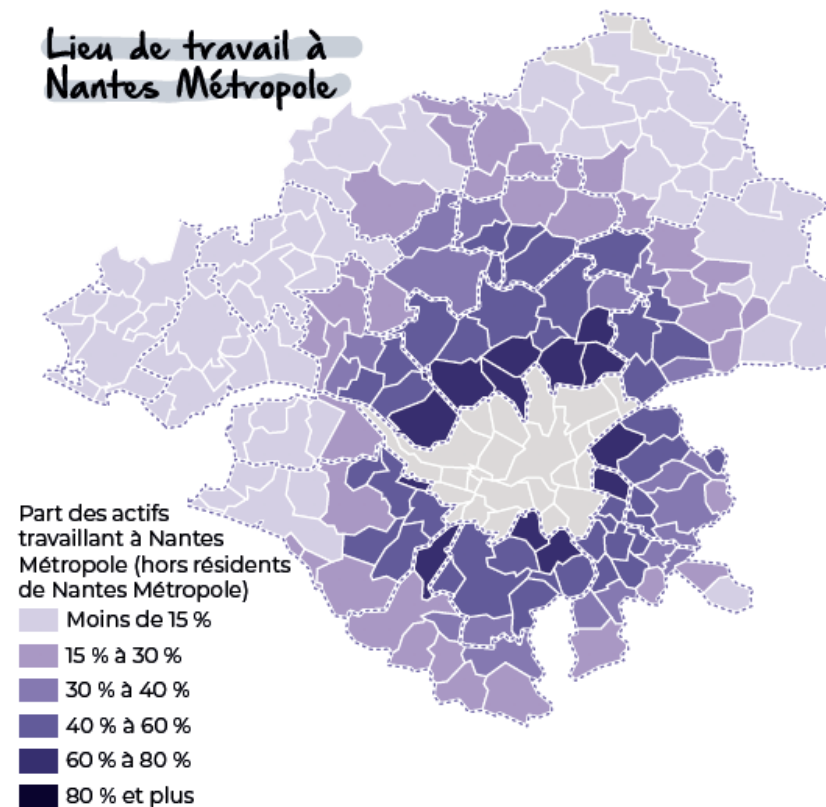 Lieu de travail à
Nantes Métropole
Part des actifs
travaillant à Nantes
Métropole (hors résidents
de Nantes Métropole)
Moins de 15 %
15 % à 30 %
30 % à 40 %
40 % à 60 %
60 % à 80 %
80 % et plus